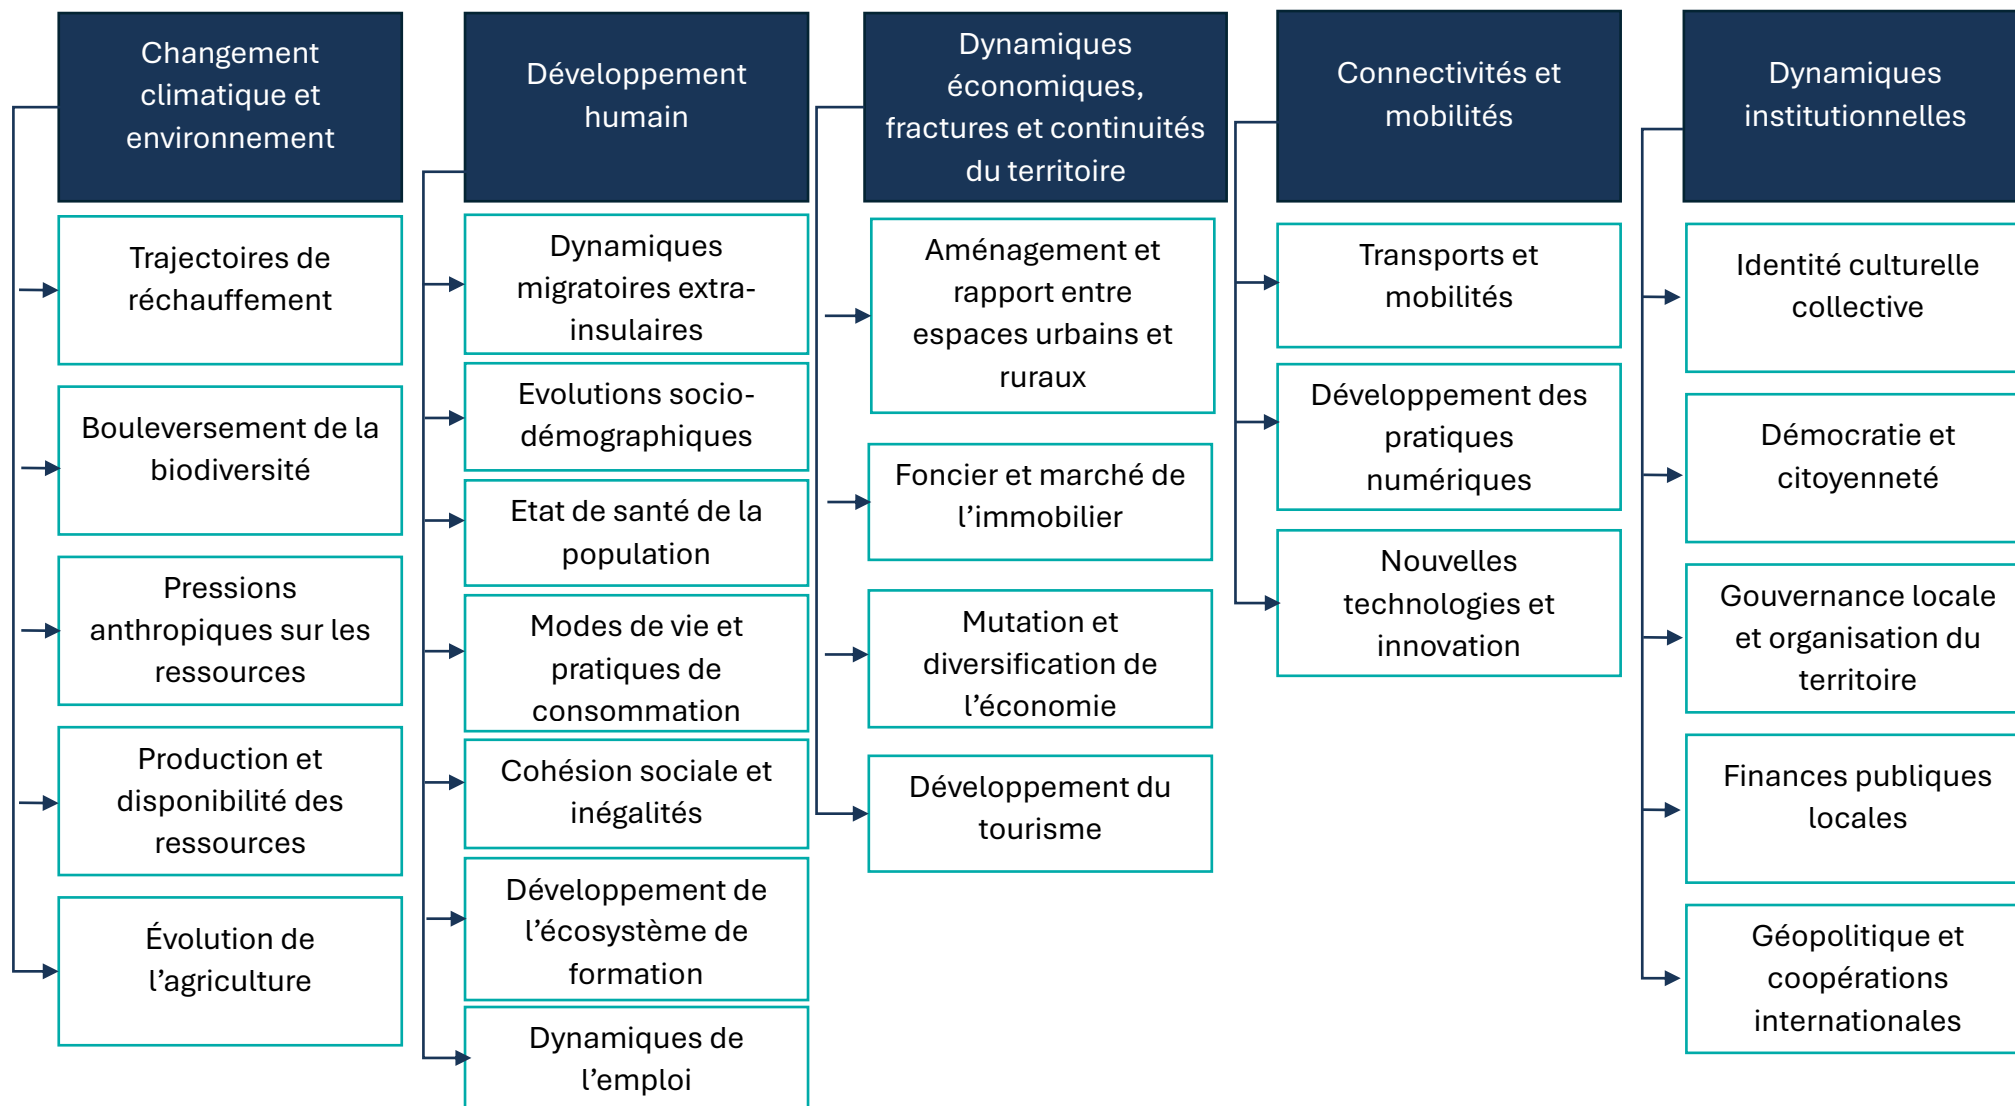 Changement
climatique et
environnement
Trajectoires de
réchauffement
Bouleversement de la
biodiversité
Pressions
anthropiques sur les
ressources
Production et
disponibilité des
ressources
Évolution de
l’agriculture
Développement
humain
Dynamiques
migratoires extra-
insulaires
Evolutions socio-
démographiques
Etat de santé de la
population
Modes de vie et
pratiques de
consommation
Cohésion sociale et
inégalités
Développement de
l’écosystème de
formation
Dynamiques de
l’emploi
Dynamiques
économiques,
fractures et continuités
du territoire
Aménagement et
rapport entre
espaces urbains et
ruraux
Foncier et marché de
l’immobilier
Mutation et
diversification de
l’économie
Développement du
tourisme
Connectivités et
mobilités
Transports et
mobilités
Développement des
pratiques
numériques
Nouvelles
technologies et
innovation
Dynamiques
institutionnelles
Identité culturelle
collective
Démocratie et
citoyenneté
Gouvernance locale
et organisation du
territoire
Finances publiques
locales
Géopolitique et
coopérations
internationales